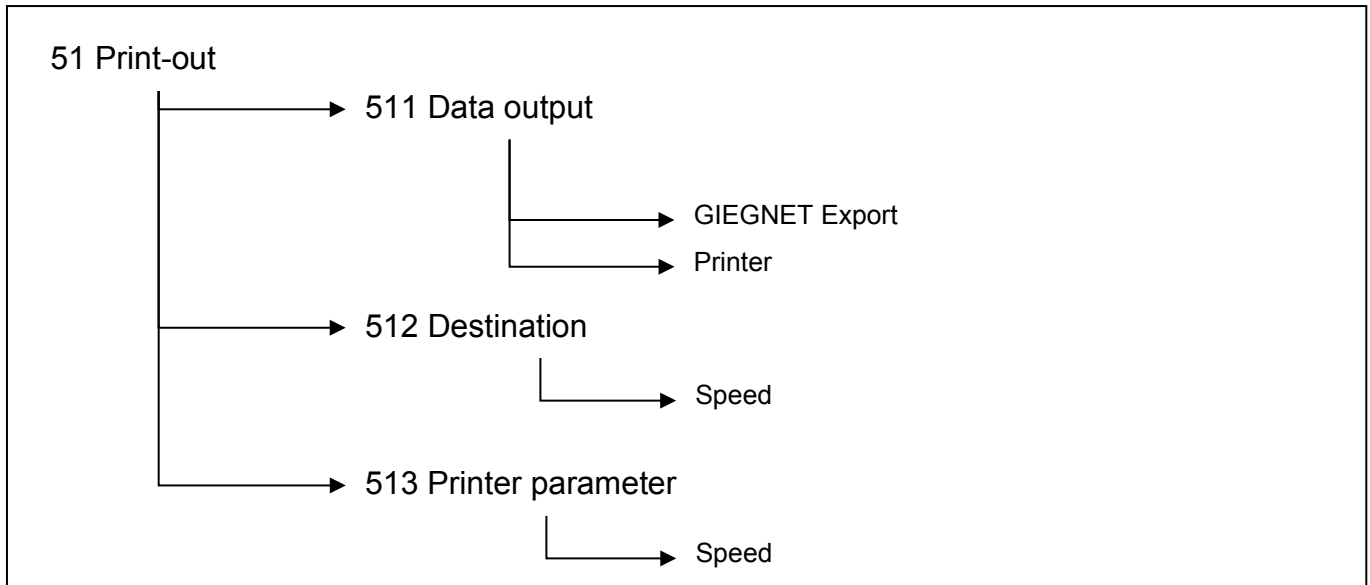 51 Print-out
511 Data output
GIEGNET Export
Printer
512 Destination
Speed
513 Printer parameter
Speed